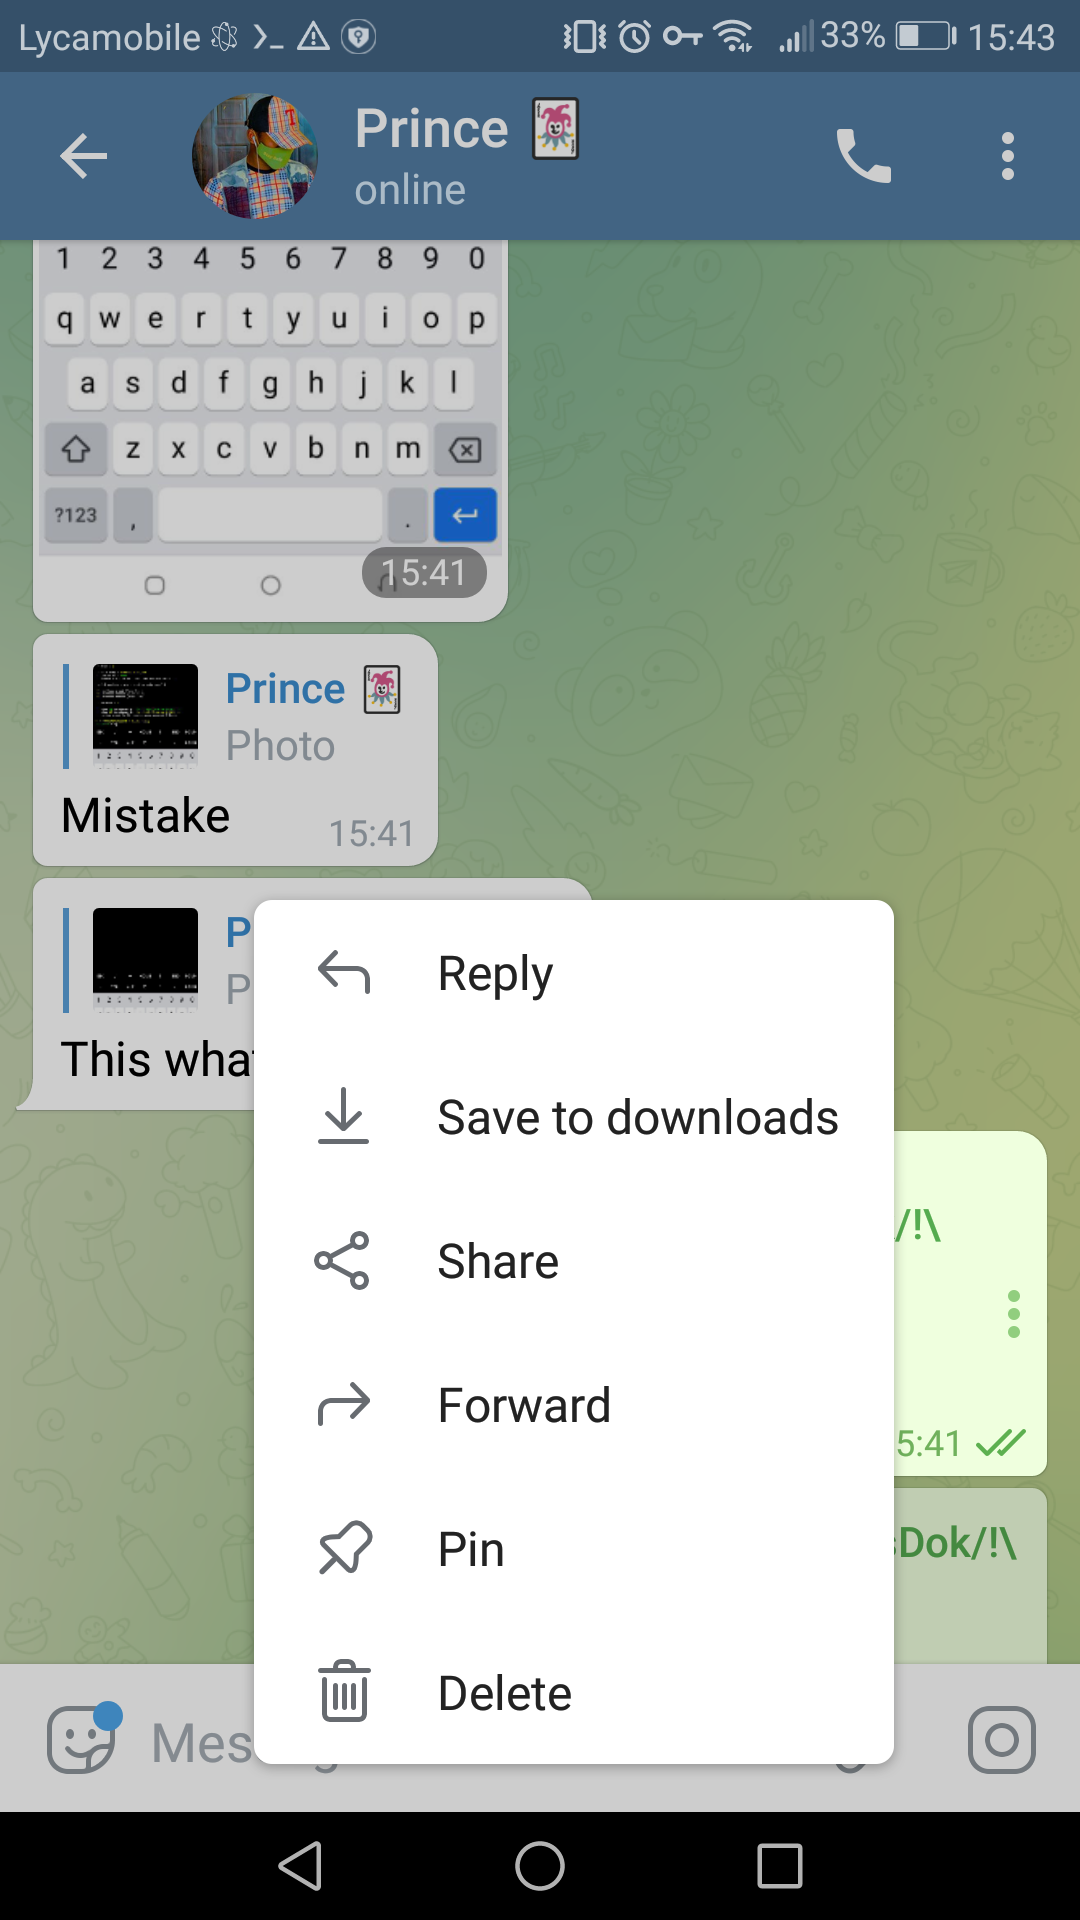 Lycamobile 33% 15:43
Prince
online
1 2 3 4 5 6 7 8 9 0
q w e r t y u i o p
a s d f g h j k l
z x c v b n m
?123 , .
15:41
Prince
Photo
Mistake
15:41
P
P
This what
Reply
Save to downloads
Share
Forward
Pin
Delete
/!\
5:41
Dok/!\
Mes